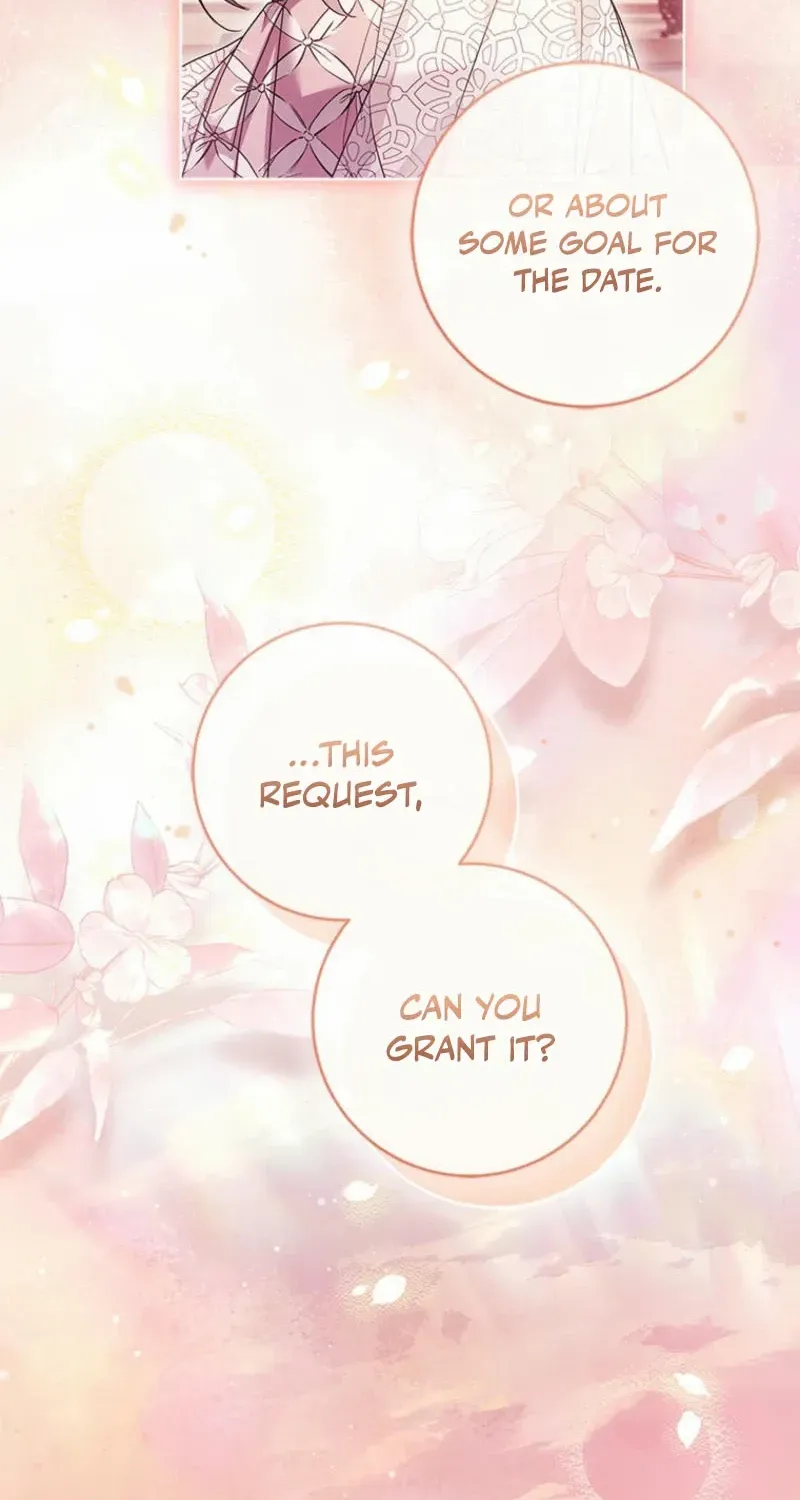 OR ABOUT
SOME GOAL FOR
THE DATE.
...THIS
REQUEST,
CAN YOU
GRANT IT?